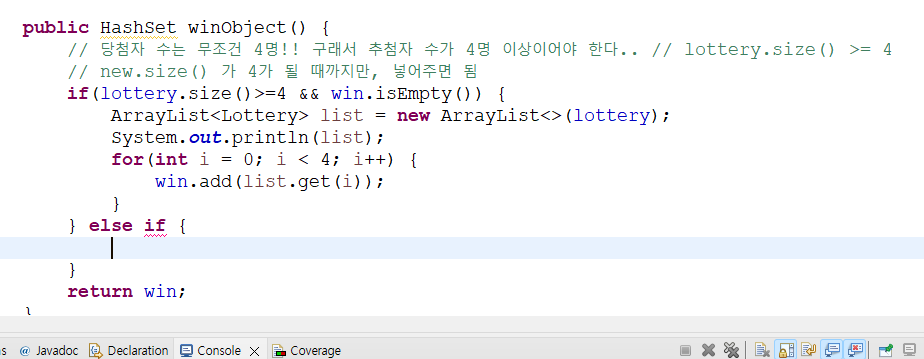 public HashSet winObject() {
// 당첨자 수는 무조건 4명!! 구래서 추첨자 수가 4명 이상이어야 한다.. // lottery.size() >= 4
// new.size() 가 4가 될 때까지만, 넣어주면 됨
if(lottery.size()>=4 && win.isEmpty()) {
ArrayList<Lottery> list = new ArrayList<>(lottery);
System.out.println(list);
for(int i = 0; i < 4; i++) {
win.add(list.get(i));
}
} else if {
}
return win;
}
@ Javadoc Declaration Console Coverage